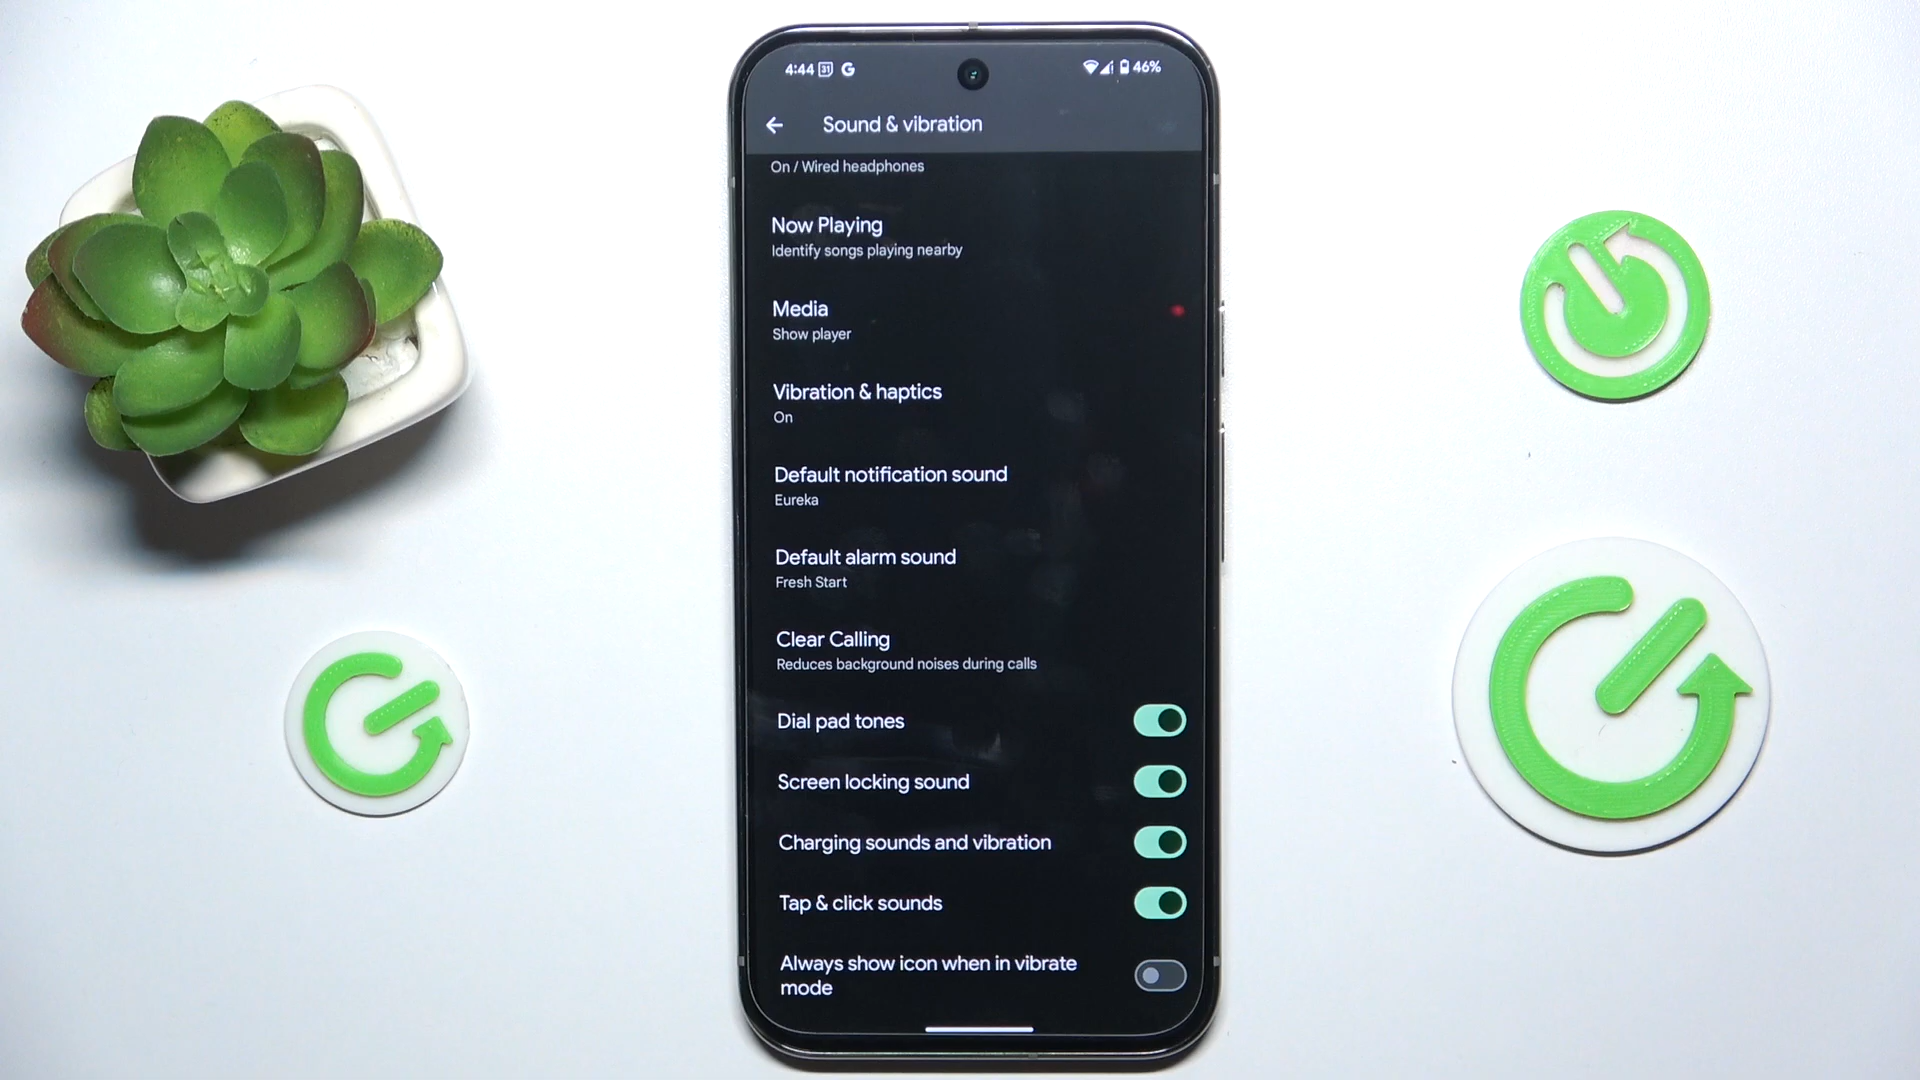 4:44 31 G 46%
Sound & vibration
On / Wired headphones
Now Playing
Identify songs playing nearby
Media
Show player
Vibration & haptics
On
Default notification sound
Eureka
Default alarm sound
Fresh Start
Clear Calling
Reduces background noises during calls
Dial pad tones
Screen locking sound
Charging sounds and vibration
Tap & click sounds
Always show icon when in vibrate
mode